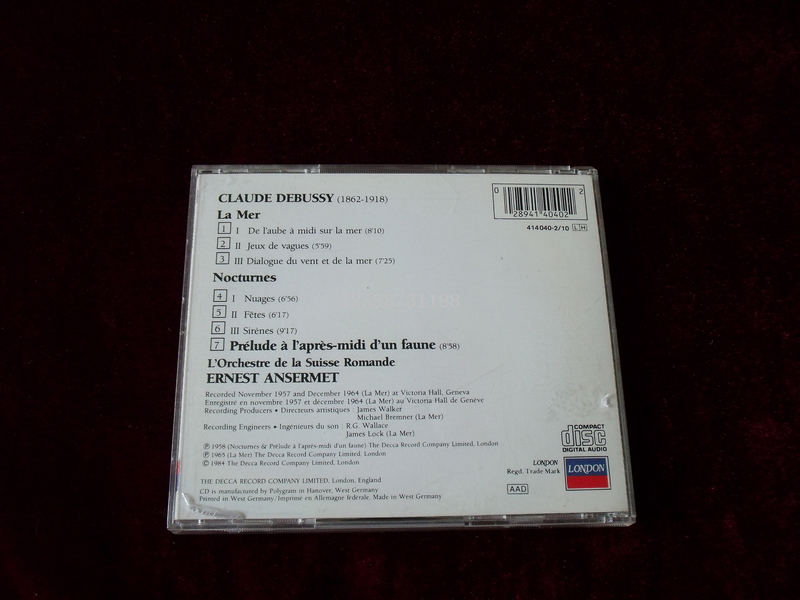 CLAUDE DEBUSSY (1862-1918)
La Mer
1 I De l'aube à midi sur la mer (8'10)
2 II Jeux de vagues (5'59)
3 III Dialogue du vent et de la mer (7'25)
Nocturnes
4 I Nuages (6'56)
5 II Fêtes (6'17)
6 III Sirènes (9'17)
7 Prélude à l'après-midi d'un faune (8'58)
L'Orchestre de la Suisse Romande
ERNEST ANSERMET
Recorded November 1957 and December 1964 (La Mer) at Victoria Hall, Geneva
Enregistré en novembre 1957 et décembre 1964 (La Mer) au Victoria Hall de Genève
Recording Producers • Directeurs artistiques : James Walker
Michael Bremner (La Mer)
Recording Engineers • Ingénieurs du son : R.G. Wallace
James Lock (La Mer)
℗ 1958 (Nocturnes & Prélude à l'après-midi d'un faune) The Decca Record Company Limited, London
℗ 1965 (La Mer) The Decca Record Company Limited, London
© 1984 The Decca Record Company Limited, London
THE DECCA RECORD COMPANY LIMITED, London, England
CD is manufactured by Polygram in Hanover, West Germany
Printed in West Germany/Imprimé en Allemagne fédérale. Made in West Germany
0 28941 40402 2
414 040-2/10 LH
COMPACT
disc
DIGITAL AUDIO
LONDON
Regd. Trade Mark
LONDON
AAD